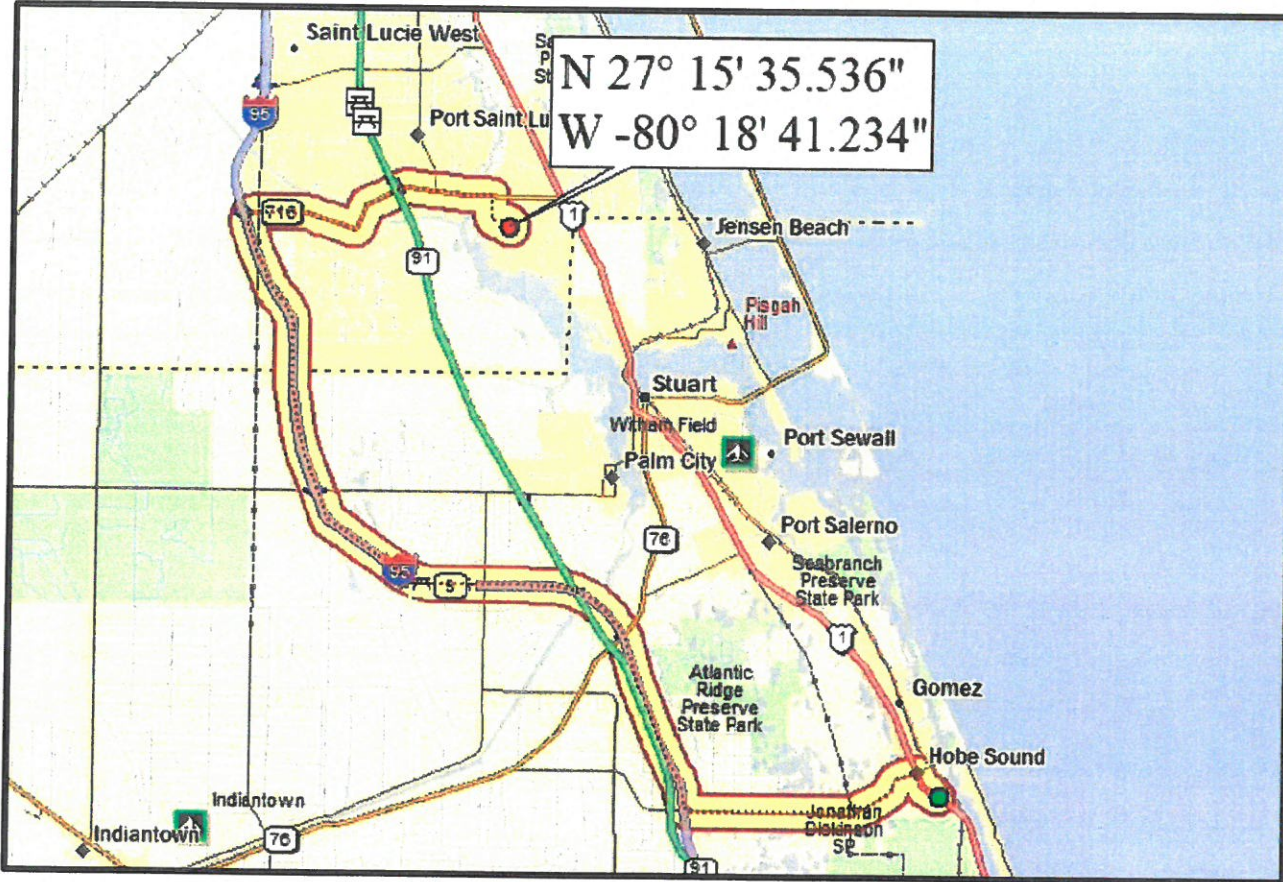 Saint Lucie West
Sa
P
St
N 27° 15' 35.536"
W -80° 18' 41.234"
95
Port Saint Lu
716
1
Jensen Beach
91
Pisgah
Hill
Stuart
Witham Field
Port Sewall
Palm City
76
Port Salerno
95
Seabranch
Preserve
State Park
1
Atlantic
Ridge
Preserve
State Park
Gomez
Hobe Sound
Indiantown
Indiantown
76
Jonathan
Dickinson
SP
91